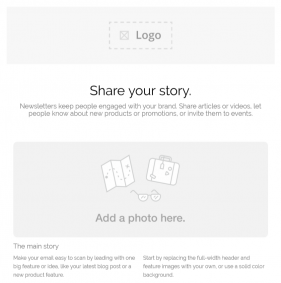 Logo
Share your story.
Newsletters keep people engaged with your brand. Share articles or videos, let
people know about new products or promotions, or invite them to events.
Add a photo here.
The main story
Make your email easy to scan by leading with one
big feature or idea, like your latest blog post or a
new product feature.
Start by replacing the full-width header and
feature images with your own, or use a solid color
background.